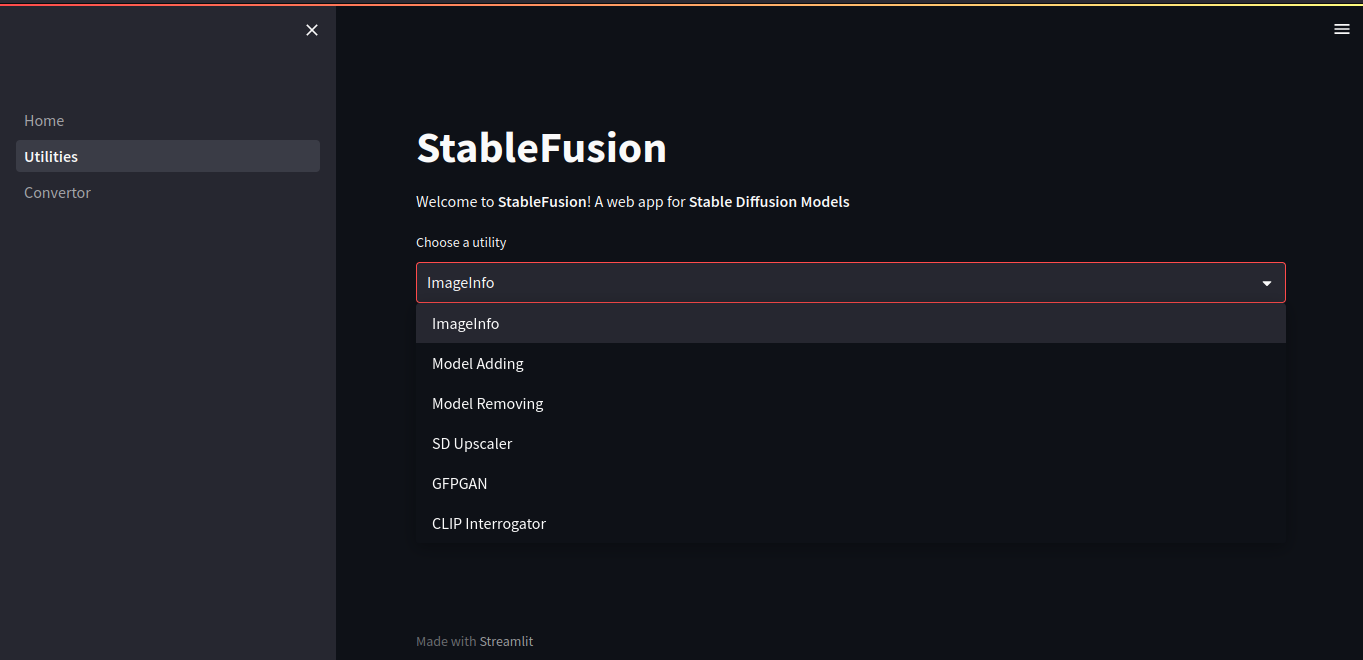 Home
Utilities
Convertor
StableFusion
Welcome to StableFusion! A web app for Stable Diffusion Models
Choose a utility
ImageInfo
ImageInfo
Model Adding
Model Removing
SD Upscaler
GFPGAN
CLIP Interrogator
Made with Streamlit